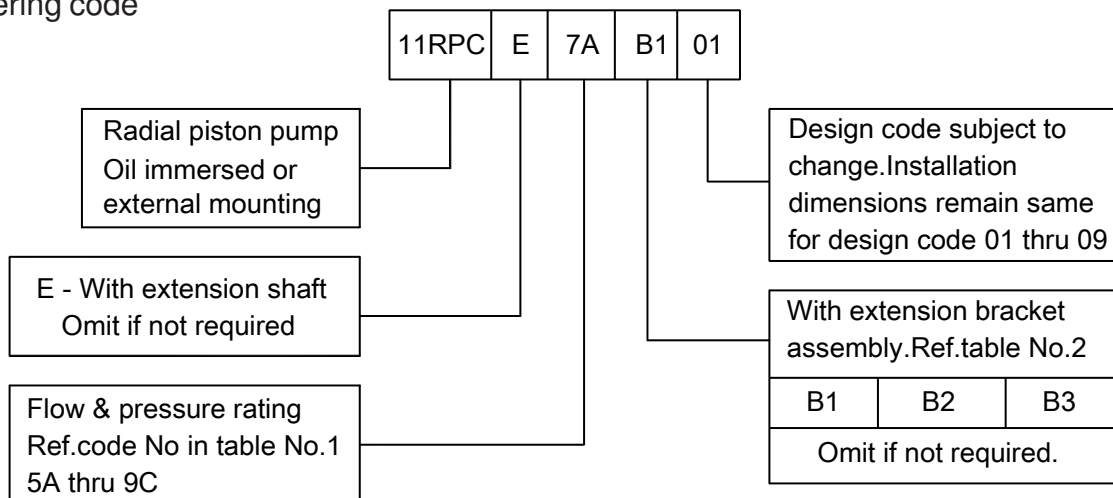 ering code
11RPC E 7A B1 01
Radial piston pump
Oil immersed or
external mounting
E - With extension shaft
Omit if not required
Flow & pressure rating
Ref.code No in table No.1
5A thru 9C
Design code subject to
change.Installation
dimensions remain same
for design code 01 thru 09
With extension bracket
assembly.Ref.table No.2
B1 B2 B3
Omit if not required.